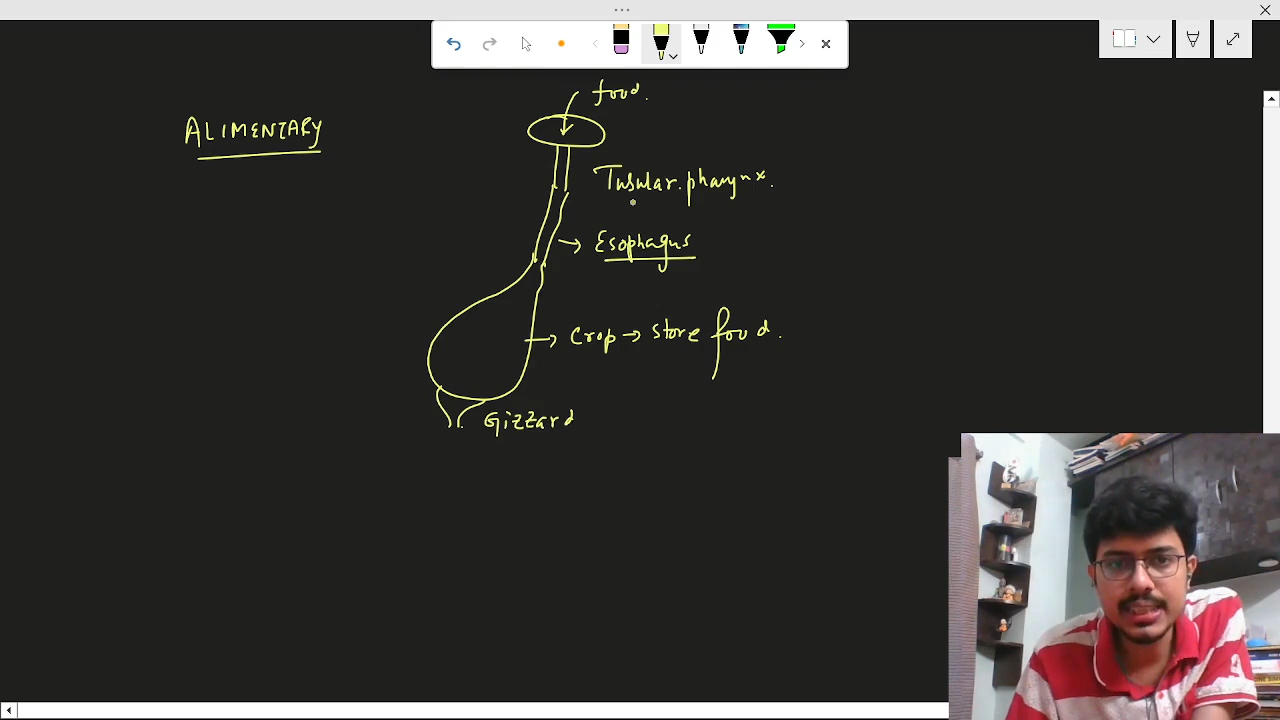 food.
ALIMENTARY
Tubular.pharynx.
→ Esophagus
→ Crop → store food.
Gizzard